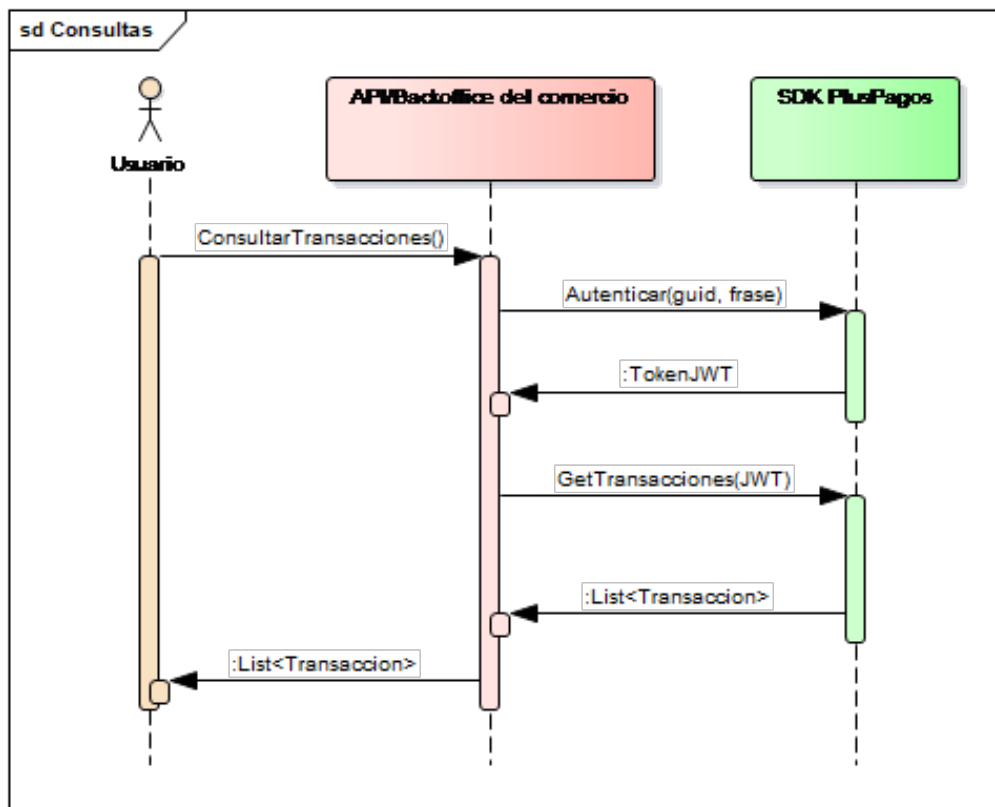 sd Consultas
API/Backoffice del comercio
SDK PlusPagos
Usuario
ConsultarTransacciones()
Autenticar(guid, frase)
:TokenJWT
GetTransacciones(JWT)
:List<Transaccion>
:List<Transaccion>